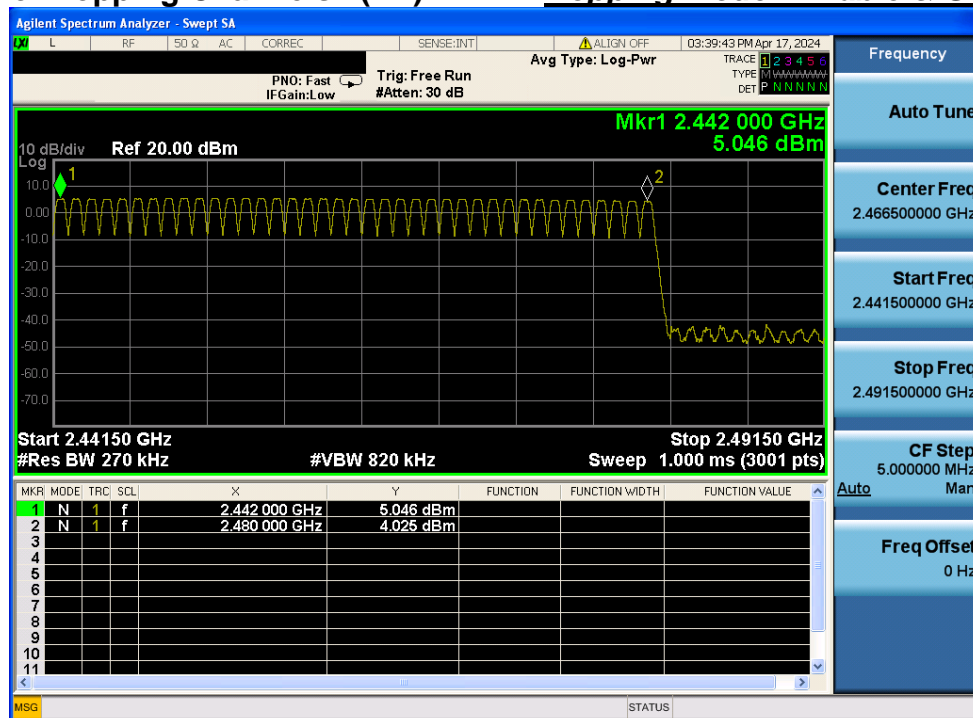 Agilent Spectrum Analyzer - Swept SA
LXI L RF 50 Ω AC CORREC SENSE:INT ALIGN OFF 03:39:43 PM Apr 17, 2024
Frequency
Avg Type: Log-Pwr
TRACE 1 2 3 4 5 6
TYPE M
DET P N N N N N
PNO: Fast
IFGain:Low
Trig: Free Run
#Atten: 30 dB
Auto Tune
Mkr1 2.442 000 GHz
5.046 dBm
10 dB/div Ref 20.00 dBm
Log
1
2
10.0
0.00
-10.0
-20.0
-30.0
-40.0
-50.0
-60.0
-70.0
Center Freq
2.466500000 GHz
Start Freq
2.441500000 GHz
Stop Freq
2.491500000 GHz
Start 2.44150 GHz Stop 2.49150 GHz
#Res BW 270 kHz #VBW 820 kHz Sweep 1.000 ms (3001 pts)
CF Step
5.000000 MHz
Auto Man
MKR MODE TRC SCL X Y FUNCTION FUNCTION WIDTH FUNCTION VALUE
1 N 1 f 2.442 000 GHz 5.046 dBm
2 N 1 f 2.480 000 GHz 4.025 dBm
3
4
5
6
7
8
9
10
11
Freq Offset
0 Hz
MSG STATUS